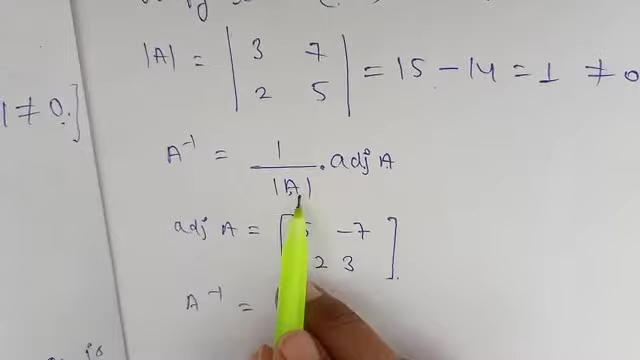 |A| = | 3 7 | = 15 - 14 = 1 ≠ 0
| 2 5 |
1 ≠ 0.]
A⁻¹ = 1 / |A| . adj A
adj A = [ -7
2 3 ].
A⁻¹ =